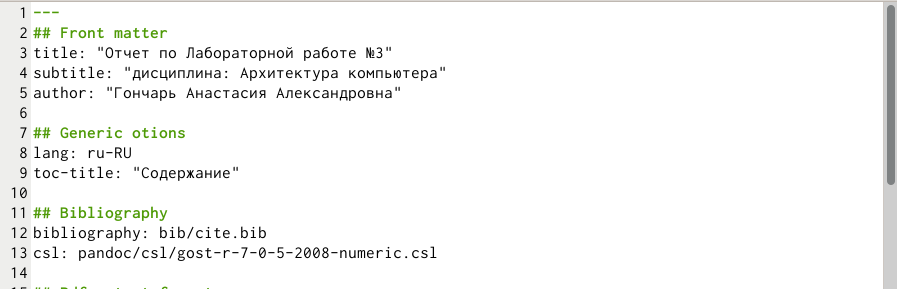 1 ---
2 ## Front matter
3 title: "Отчет по Лабораторной работе №3"
4 subtitle: "дисциплина: Архитектура компьютера"
5 author: "Гончарь Анастасия Александровна"
6
7 ## Generic otions
8 lang: ru-RU
9 toc-title: "Содержание"
10
11 ## Bibliography
12 bibliography: bib/cite.bib
13 csl: pandoc/csl/gost-r-7-0-5-2008-numeric.csl
14